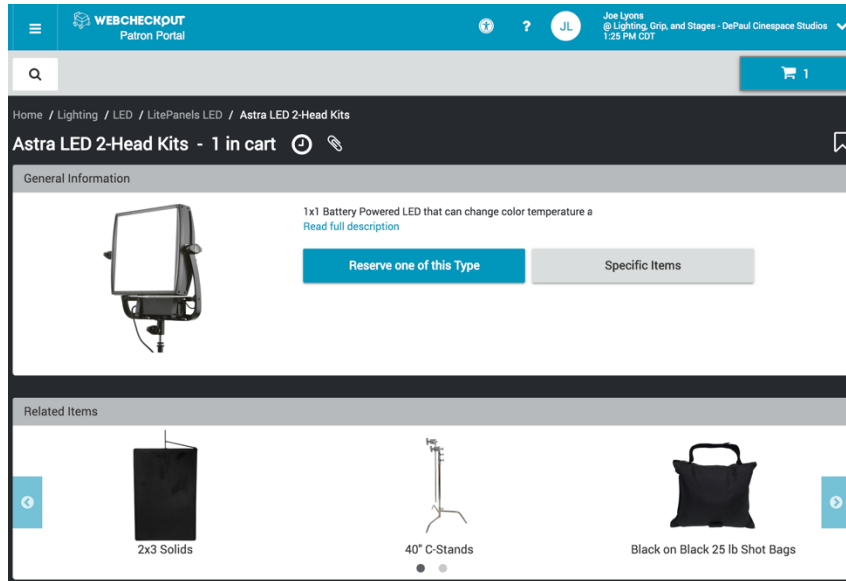 WEBCHECKOUT
Patron Portal
?
JL
Joe Lyons
@ Lighting, Grip, and Stages - DePaul Cinespace Studios
1:25 PM CDT
1
Home / Lighting / LED / LitePanels LED / Astra LED 2-Head Kits
Astra LED 2-Head Kits - 1 in cart
General Information
1x1 Battery Powered LED that can change color temperature a
Read full description
Reserve one of this Type
Specific Items
Related Items
2x3 Solids
40" C-Stands
Black on Black 25 lb Shot Bags